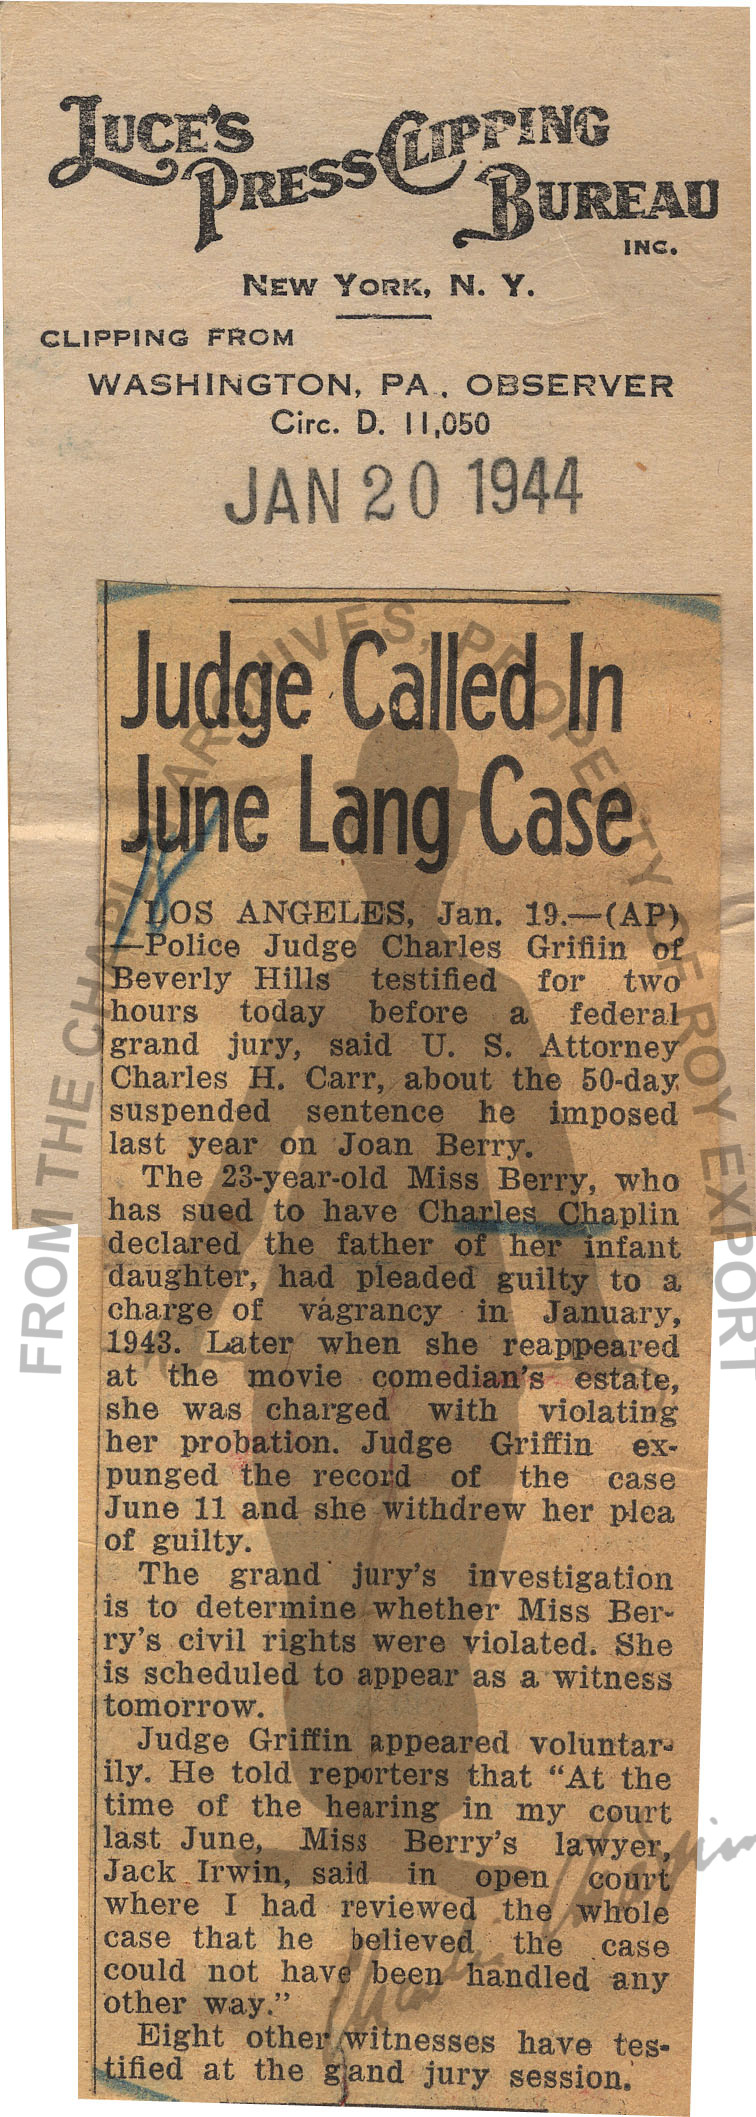 LUCE'S
PRESS CLIPPING
BUREAU
INC.
NEW YORK, N. Y.
CLIPPING FROM
WASHINGTON, PA., OBSERVER
Circ. D. 11,050
JAN 20 1944
Judge Called In
June Lang Case
LOS ANGELES, Jan. 19.—(AP)
—Police Judge Charles Griffin of
Beverly Hills testified for two
hours today before a federal
grand jury, said U. S. Attorney
Charles H. Carr, about the 50-day
suspended sentence he imposed
last year on Joan Berry.
The 23-year-old Miss Berry, who
has sued to have Charles Chaplin
declared the father of her infant
daughter, had pleaded guilty to a
charge of vagrancy in January,
1943. Later when she reappeared
at the movie comedian's estate,
she was charged with violating
her probation. Judge Griffin ex-
punged the record of the case
June 11 and she withdrew her plea
of guilty.
The grand jury's investigation
is to determine whether Miss Ber-
ry's civil rights were violated. She
is scheduled to appear as a witness
tomorrow.
Judge Griffin appeared voluntar-
ily. He told reporters that "At the
time of the hearing in my court
last June, Miss Berry's lawyer,
Jack Irwin, said in open court
where I had reviewed the whole
case that he believed the case
could not have been handled any
other way."
Eight other witnesses have tes-
tified at the grand jury session.
FROM THE CHAPLIN ARCHIVES, PROPERTY OF ROY EXPORT
Charlie Chaplin